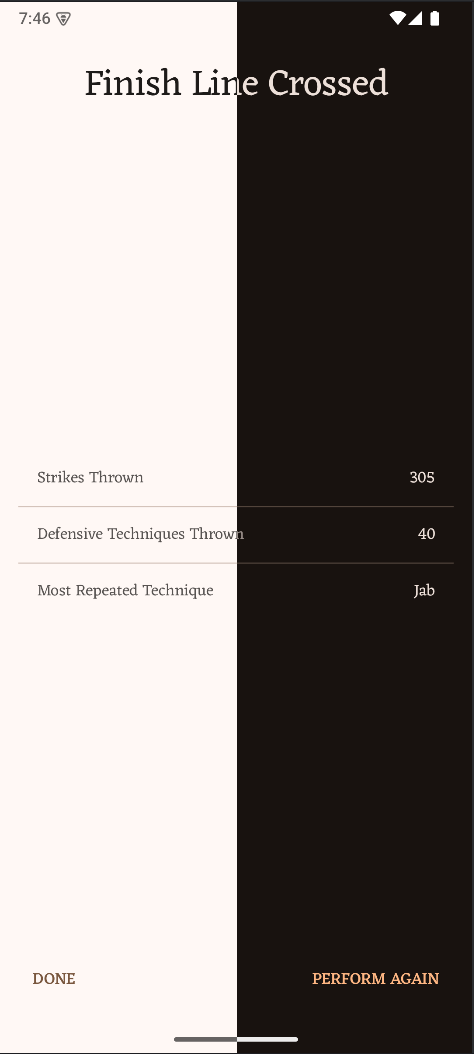 7:46
Finish Line Crossed
Strikes Thrown 305
Defensive Techniques Thrown 40
Most Repeated Technique Jab
DONE PERFORM AGAIN